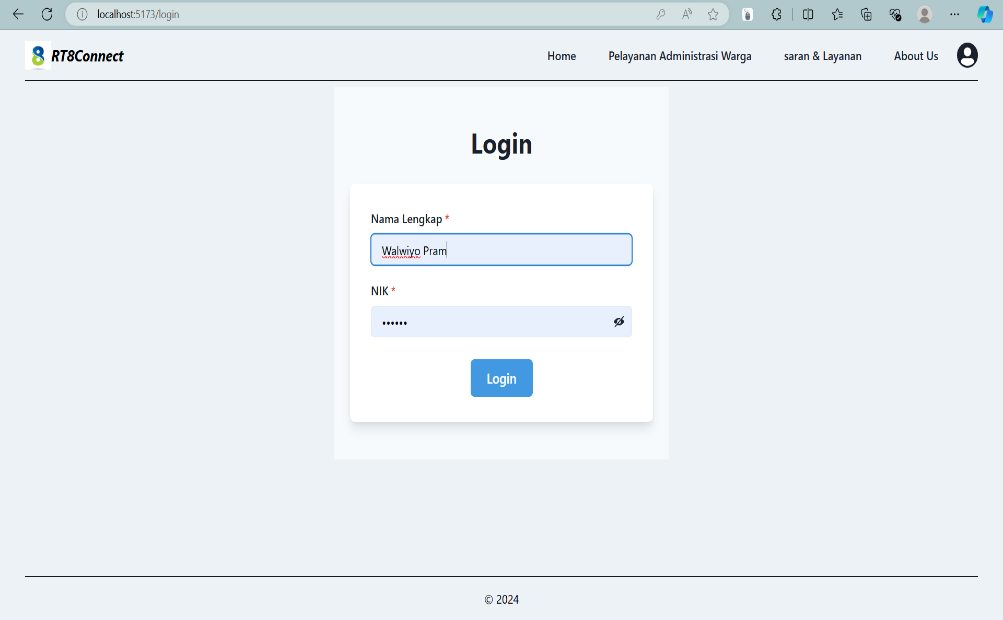 localhost:5173/login
RT8Connect
Home Pelayanan Administrasi Warga saran & Layanan About Us
Login
Nama Lengkap *
Walwiyo Pram
NIK *
••••••
Login
© 2024